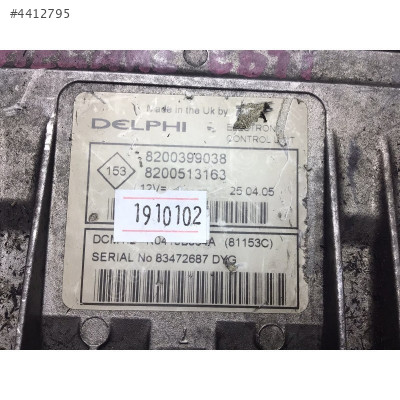 #4412795
Made in the Uk by
DELPHI
ELECTRONIC
CONTROL UNIT
153
8200399038
8200513163
12V= 25 04 05
1910102
(81153C)
SERIAL No 83472687 DYG